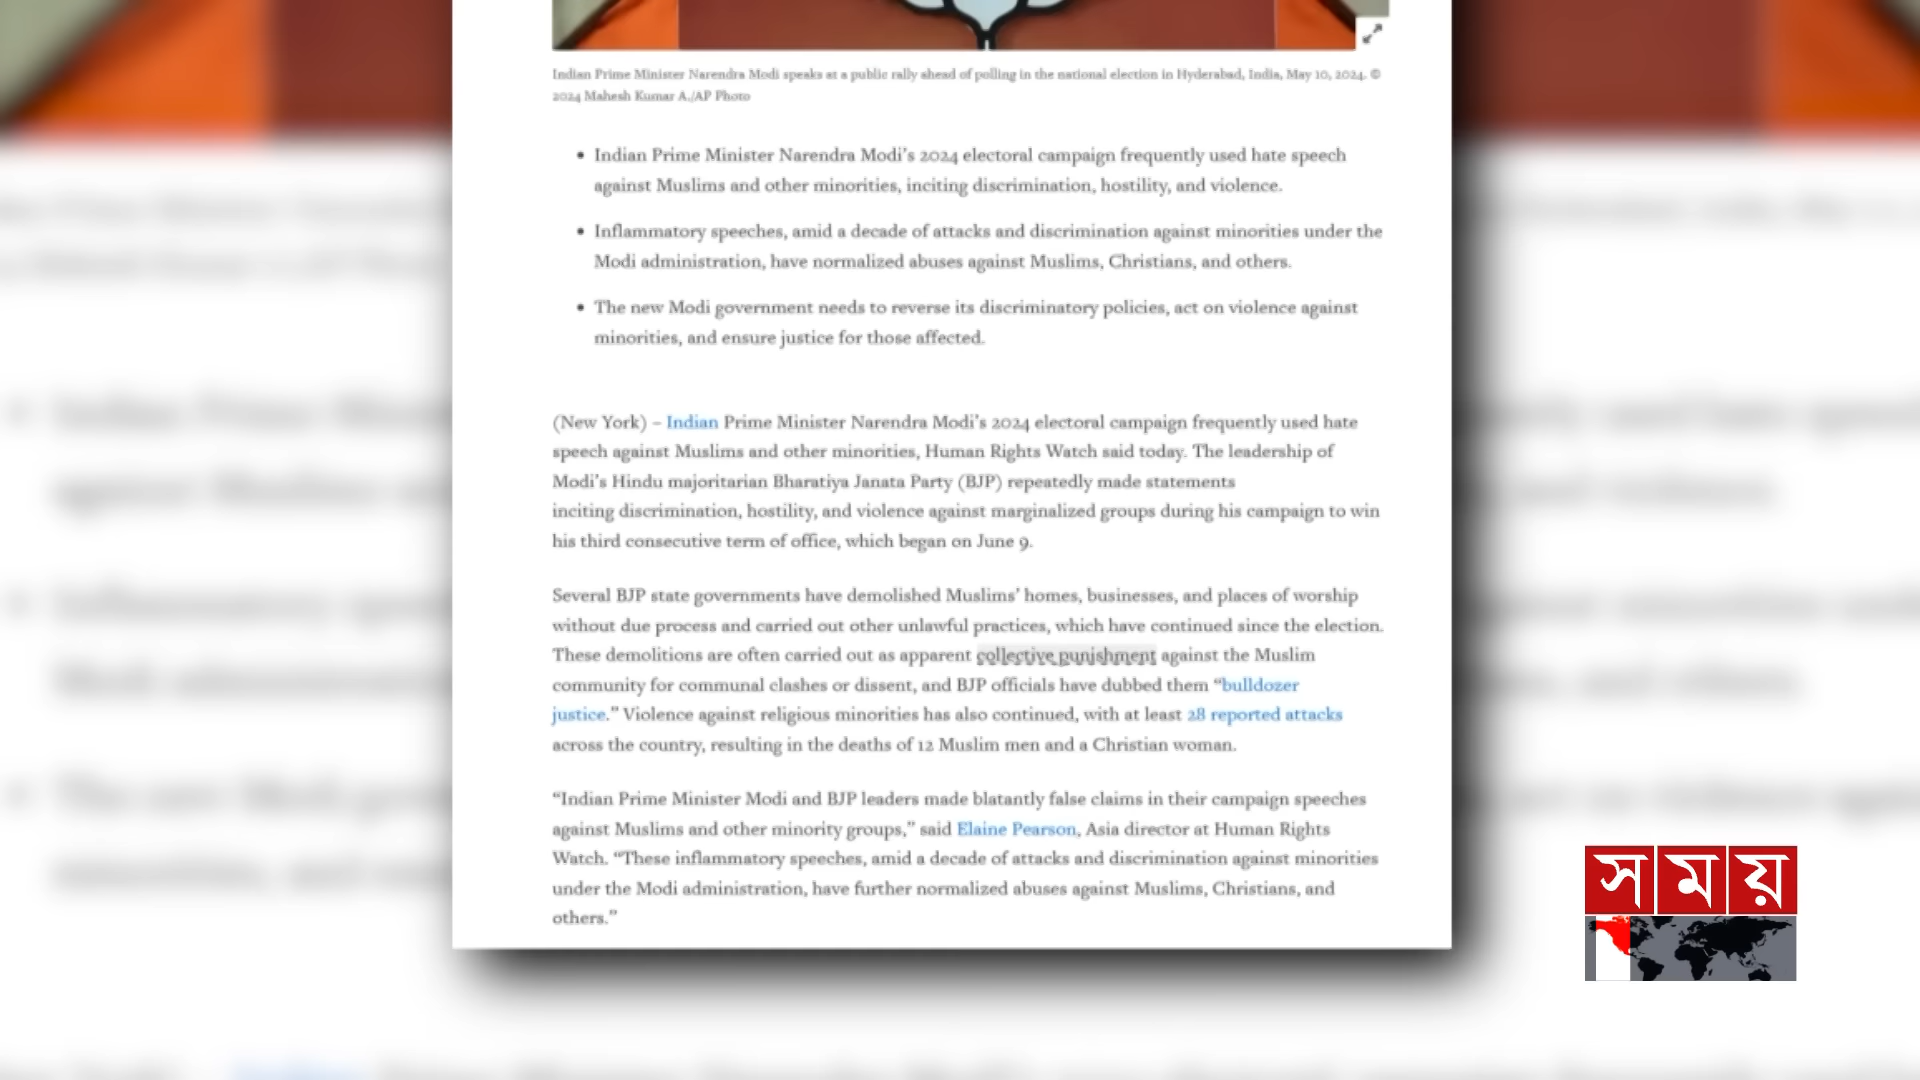 Indian Prime Minister Narendra Modi speaks at a public rally ahead of polling in the national election in Hyderabad, India, May 10, 2024. ©
2024 Mahesh Kumar A./AP Photo
• Indian Prime Minister Narendra Modi’s 2024 electoral campaign frequently used hate speech
against Muslims and other minorities, inciting discrimination, hostility, and violence.
• Inflammatory speeches, amid a decade of attacks and discrimination against minorities under the
Modi administration, have normalized abuses against Muslims, Christians, and others.
• The new Modi government needs to reverse its discriminatory policies, act on violence against
minorities, and ensure justice for those affected.
(New York) – Indian Prime Minister Narendra Modi’s 2024 electoral campaign frequently used hate
speech against Muslims and other minorities, Human Rights Watch said today. The leadership of
Modi’s Hindu majoritarian Bharatiya Janata Party (BJP) repeatedly made statements
inciting discrimination, hostility, and violence against marginalized groups during his campaign to win
his third consecutive term of office, which began on June 9.
Several BJP state governments have demolished Muslims’ homes, businesses, and places of worship
without due process and carried out other unlawful practices, which have continued since the election.
These demolitions are often carried out as apparent collective punishment against the Muslim
community for communal clashes or dissent, and BJP officials have dubbed them “bulldozer
justice.” Violence against religious minorities has also continued, with at least 28 reported attacks
across the country, resulting in the deaths of 12 Muslim men and a Christian woman.
“Indian Prime Minister Modi and BJP leaders made blatantly false claims in their campaign speeches
against Muslims and other minority groups,” said Elaine Pearson, Asia director at Human Rights
Watch. “These inflammatory speeches, amid a decade of attacks and discrimination against minorities
under the Modi administration, have further normalized abuses against Muslims, Christians, and
others.”
সময়